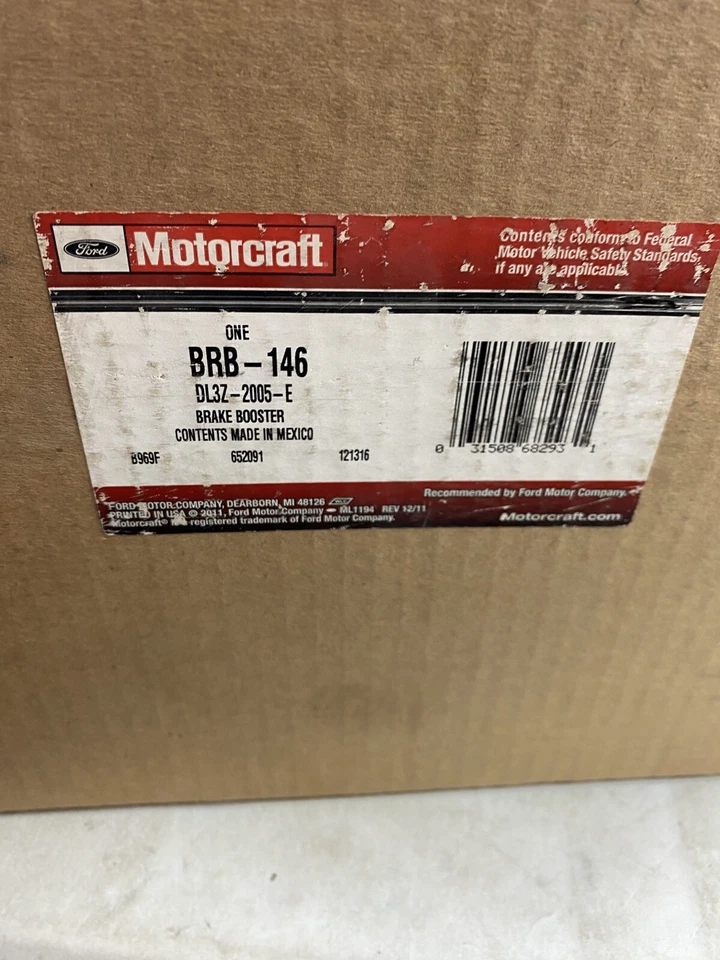 Ford Motorcraft
Contents conform to Federal
Motor Vehicle Safety Standards,
if any are applicable.
ONE
BRB-146
DL3Z-2005-E
BRAKE BOOSTER
CONTENTS MADE IN MEXICO
B969F 652091 121316
0 31508 68293 1
Recommended by Ford Motor Company.
FORD MOTOR COMPANY, DEARBORN, MI 48126
PRINTED IN USA © 2011, Ford Motor Company ML1194 REV 12/11
Motorcraft® is a registered trademark of Ford Motor Company.
Motorcraft.com